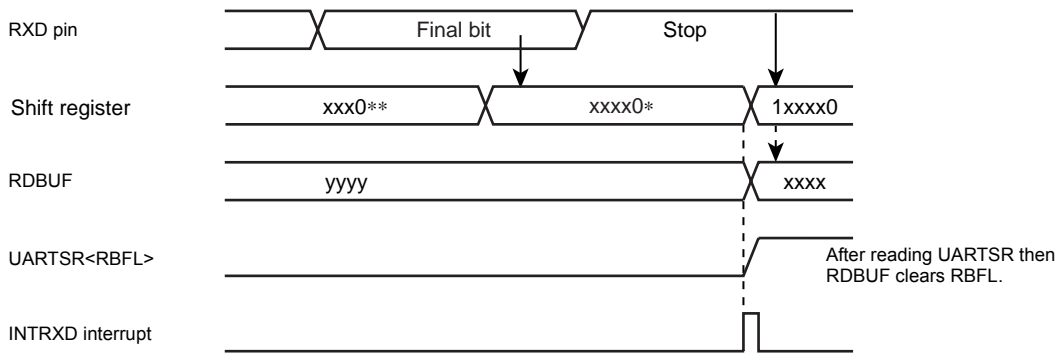 RXD pin
Final bit
Stop
Shift register
xxx0**
xxxx0*
1xxxx0
RDBUF
yyyy
xxxx
UARTSR<RBFL>
After reading UARTSR then
RDBUF clears RBFL.
INTRXD interrupt